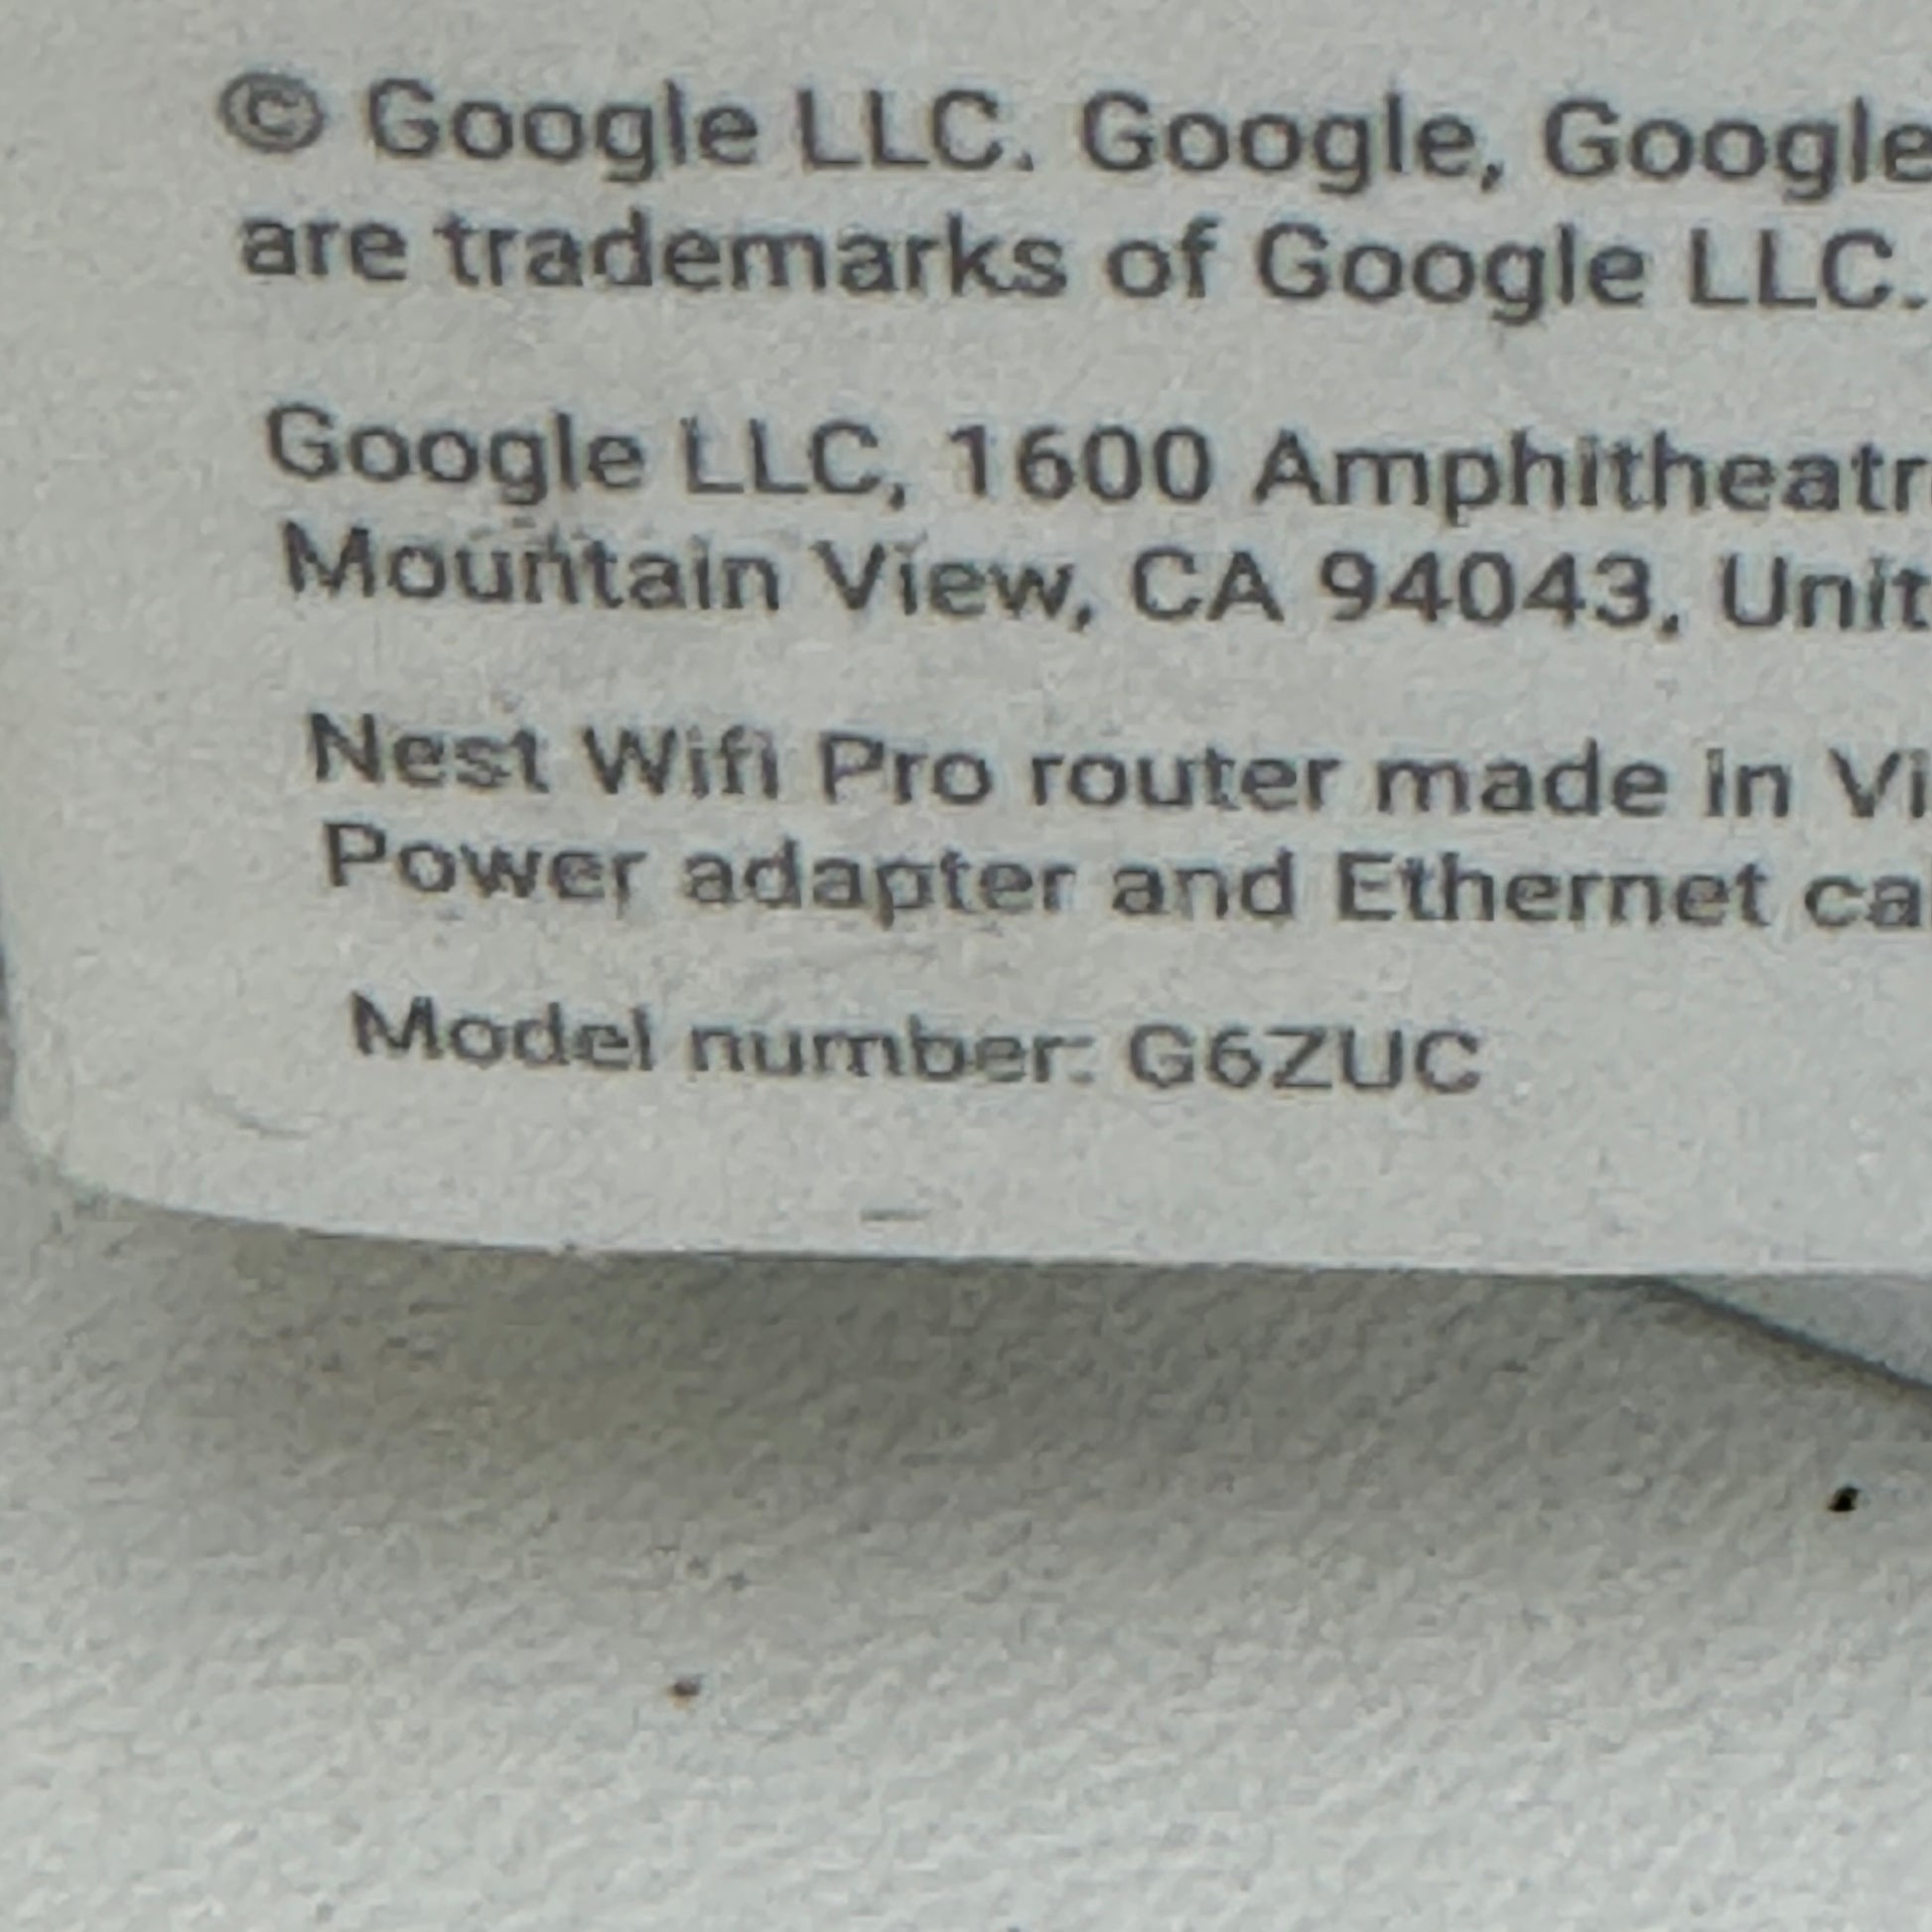 © Google LLC. Google, Google
are trademarks of Google LLC.
Google LLC, 1600 Amphitheatr
Mountain View, CA 94043, Unit
Nest Wifi Pro router made in Vi
Power adapter and Ethernet ca
Model number: G6ZUC